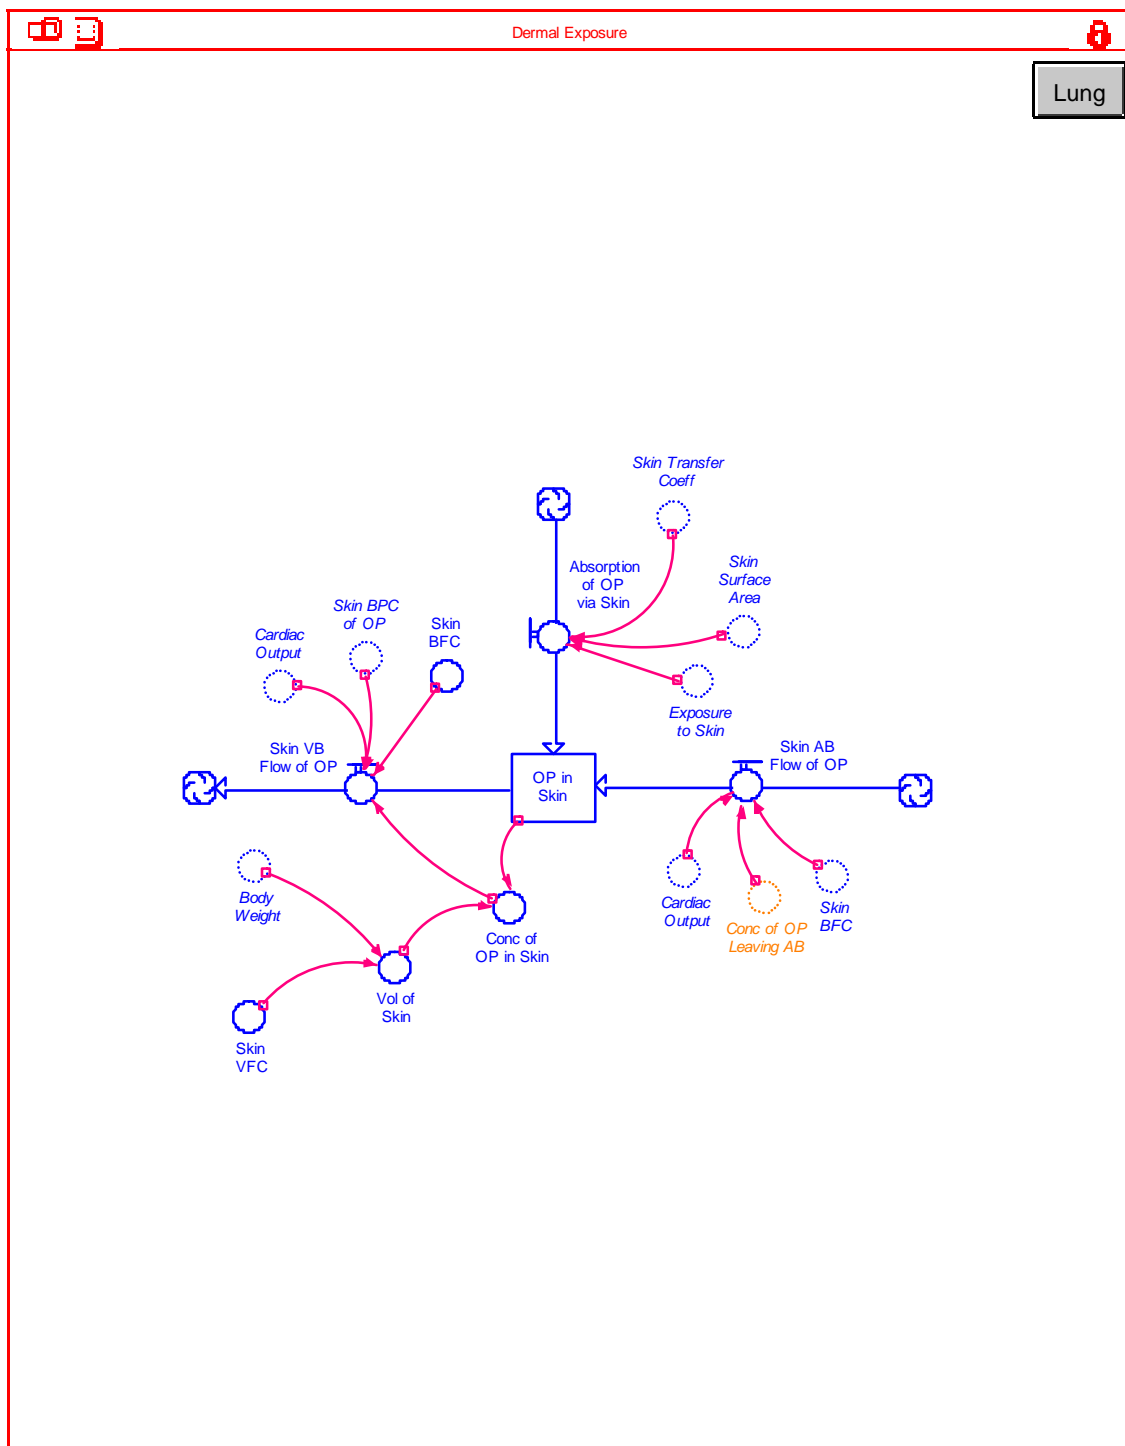 Dermal Exposure
Lung
Skin Transfer
Coeff
Absorption
of OP
via Skin
Skin
Surface
Area
Skin BPC
of OP
Skin
BFC
Cardiac
Output
Exposure
to Skin
Skin VB
Flow of OP
OP in
Skin
Skin AB
Flow of OP
Body
Weight
Cardiac
Output
Conc of OP
Leaving AB
Skin
BFC
Conc of
OP in Skin
Vol of
Skin
Skin
VFC